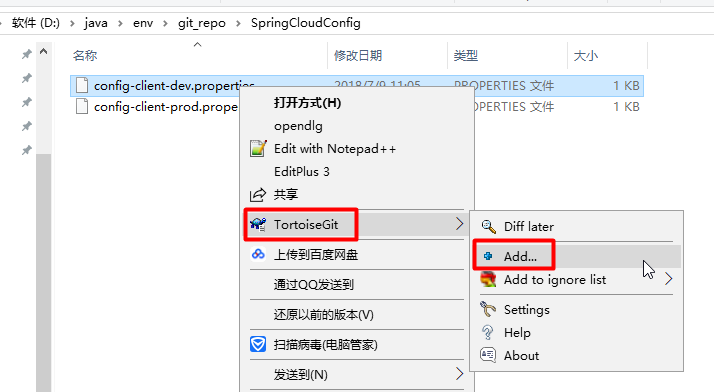 软件 (D:) › java › env › git_repo › SpringCloudConfig
名称 修改日期 类型 大小
config-client-dev.properties 2018/7/9 11:05 PROPERTIES 文件 1 KB
config-client-prod.prope PROPERTIES 文件 1 KB
打开方式(H)
opendlg
Edit with Notepad++
EditPlus 3
共享
TortoiseGit
上传到百度网盘
通过QQ发送到
还原以前的版本(V)
扫描病毒(电脑管家)
发送到(N)
Diff later
Add...
Add to ignore list
Settings
Help
About